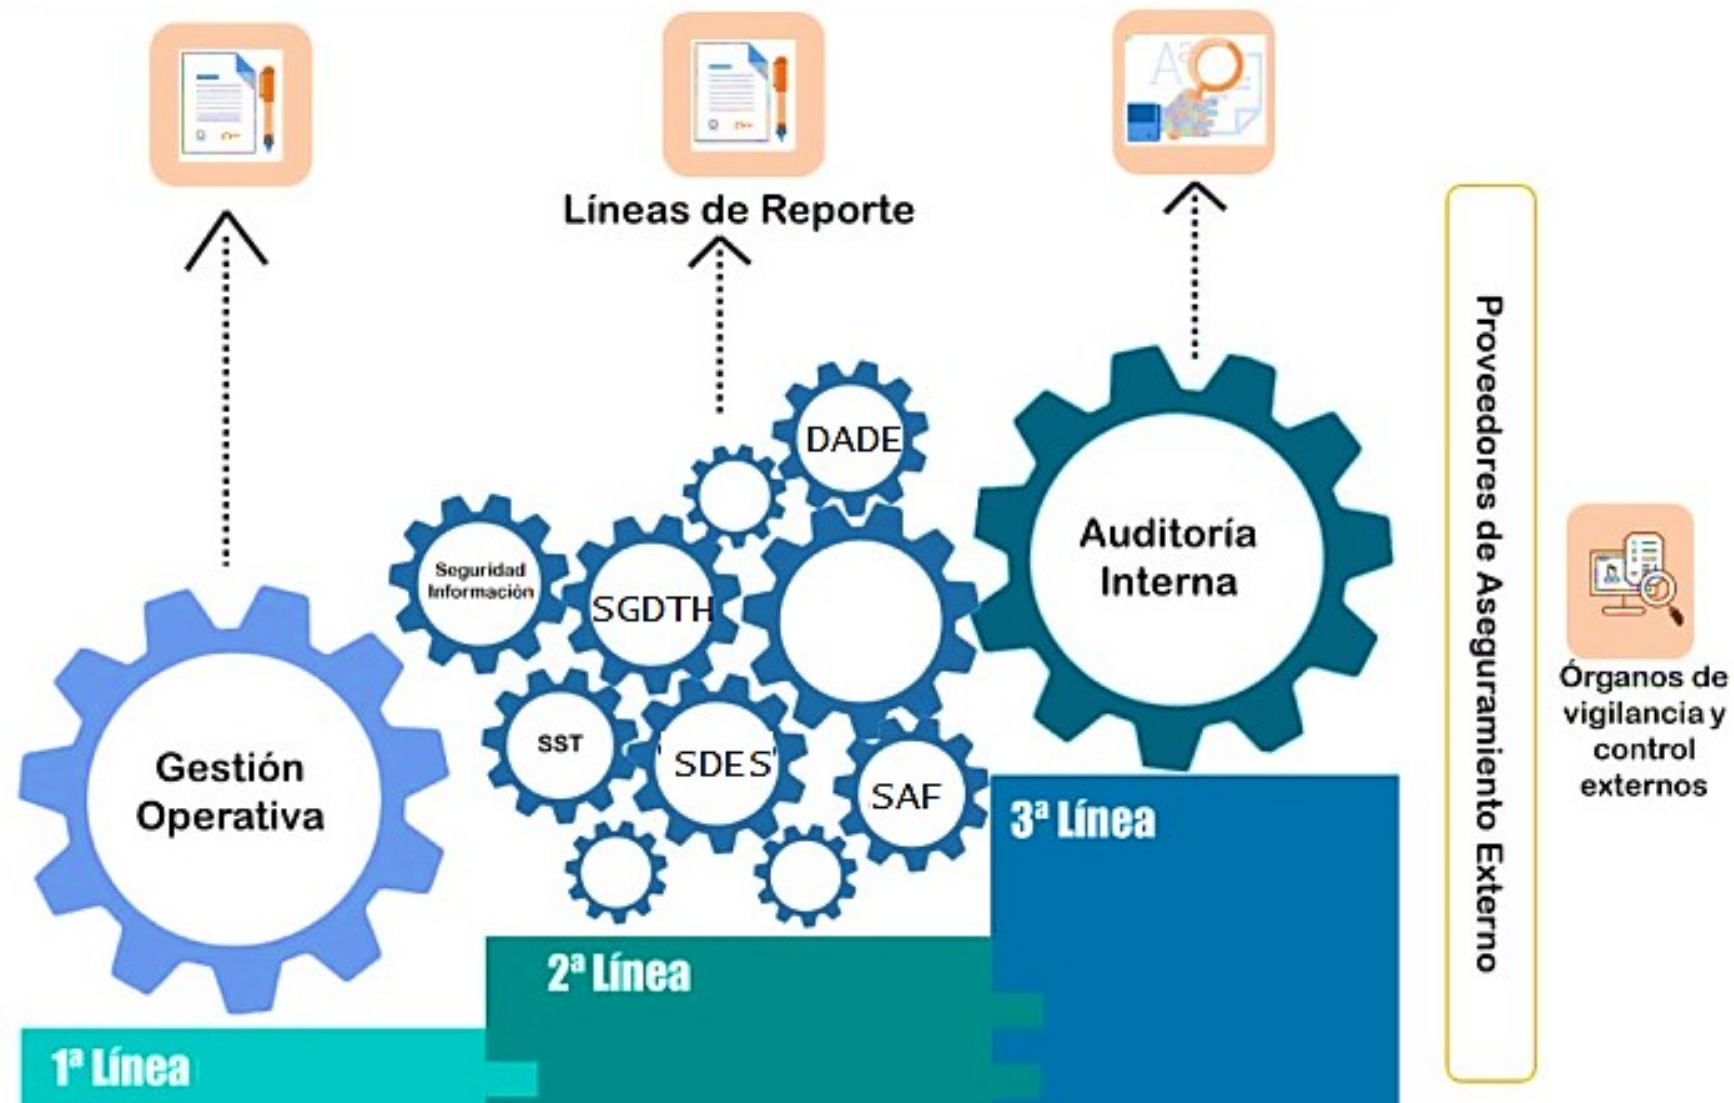 Líneas de Reporte
DADE
Seguridad
Información
SGDTH
Auditoría
Interna
SST
SDES
SAF
Gestión
Operativa
1ª Línea
2ª Línea
3ª Línea
Proveedores de Aseguramiento Externo
Órganos de
vigilancia y
control
externos